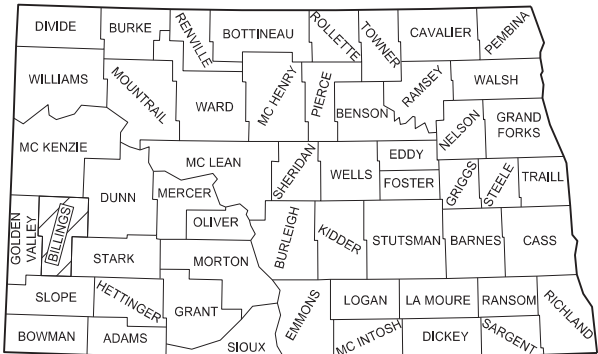 DIVIDE
BURKE
RENVILLE
BOTTINEAU
ROLLETTE
TOWNER
CAVALIER
PEMBINA
WILLIAMS
MOUNTRAIL
WARD
MC HENRY
PIERCE
BENSON
RAMSEY
WALSH
NELSON
GRAND
FORKS
MC KENZIE
MC LEAN
SHERIDAN
WELLS
EDDY
FOSTER
GRIGGS
STEELE
TRAILL
DUNN
MERCER
OLIVER
GOLDEN
VALLEY
BILLINGS
STARK
MORTON
BURLEIGH
KIDDER
STUTSMAN
BARNES
CASS
SLOPE
HETTINGER
GRANT
EMMONS
LOGAN
LA MOURE
RANSOM
RICHLAND
BOWMAN
ADAMS
SIOUX
MC INTOSH
DICKEY
SARGENT